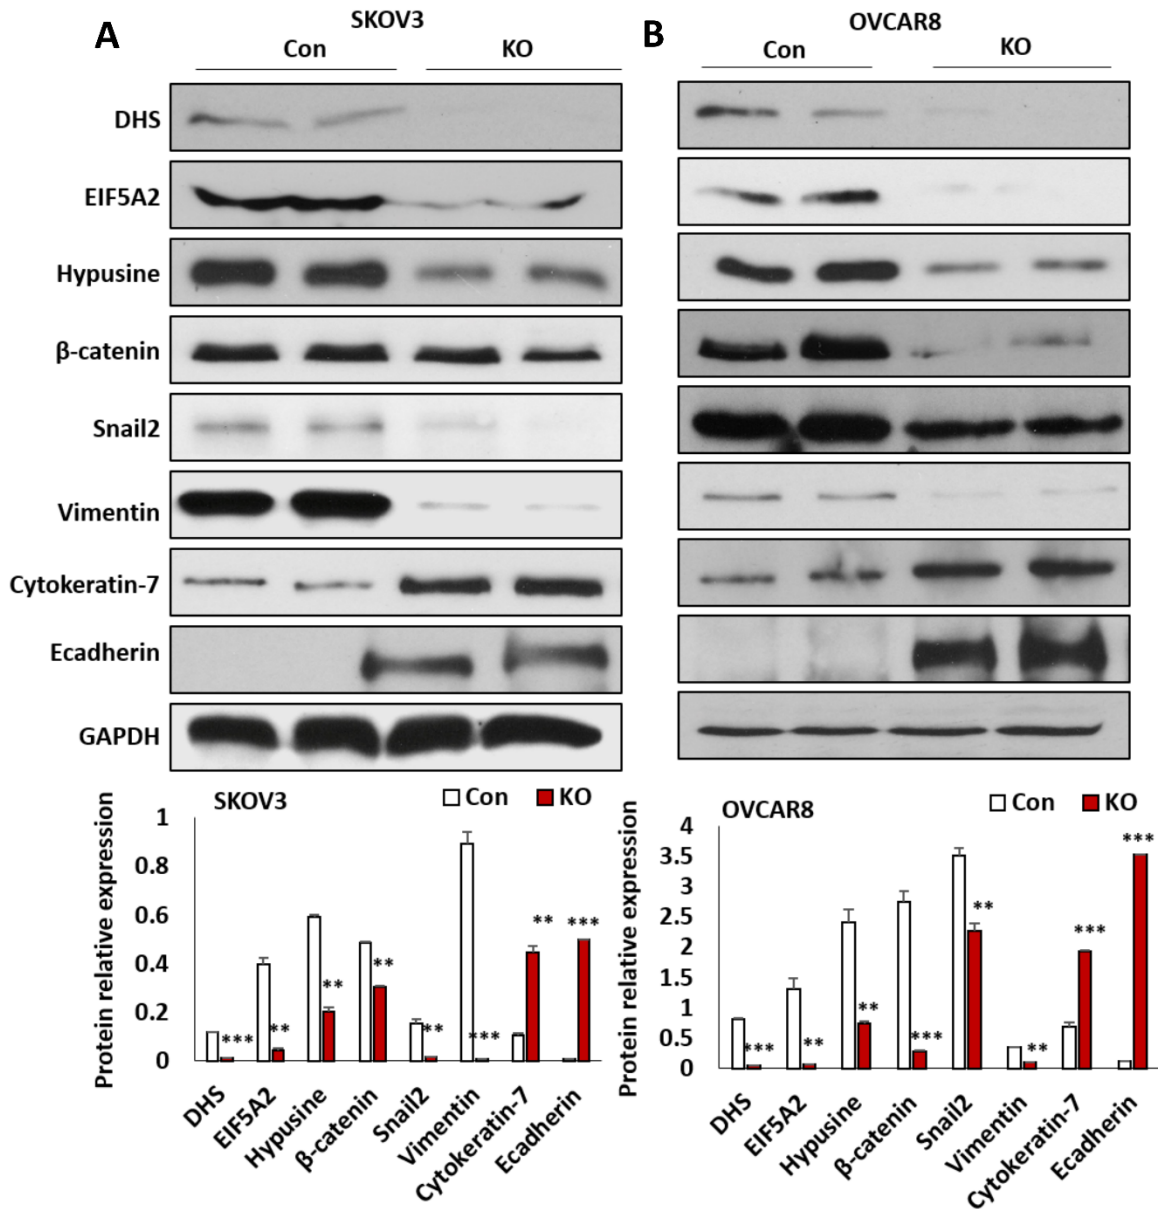 A
SKOV3
Con KO
B
OVCAR8
Con KO
DHS
EIF5A2
Hypusine
β-catenin
Snail2
Vimentin
Cytokeratin-7
Ecadherin
GAPDH
SKOV3
Con KO
Protein relative expression
1
0.8
0.6
0.4
0.2
0
***
**
**
**
**
***
**
***
DHS
EIF5A2
Hypusine
β-catenin
Snail2
Vimentin
Cytokeratin-7
Ecadherin
OVCAR8
Con KO
Protein relative expression
4
3.5
3
2.5
2
1.5
1
0.5
0
***
**
**
***
**
**
***
***
DHS
EIF5A2
Hypusine
β-catenin
Snail2
Vimentin
Cytokeratin-7
Ecadherin